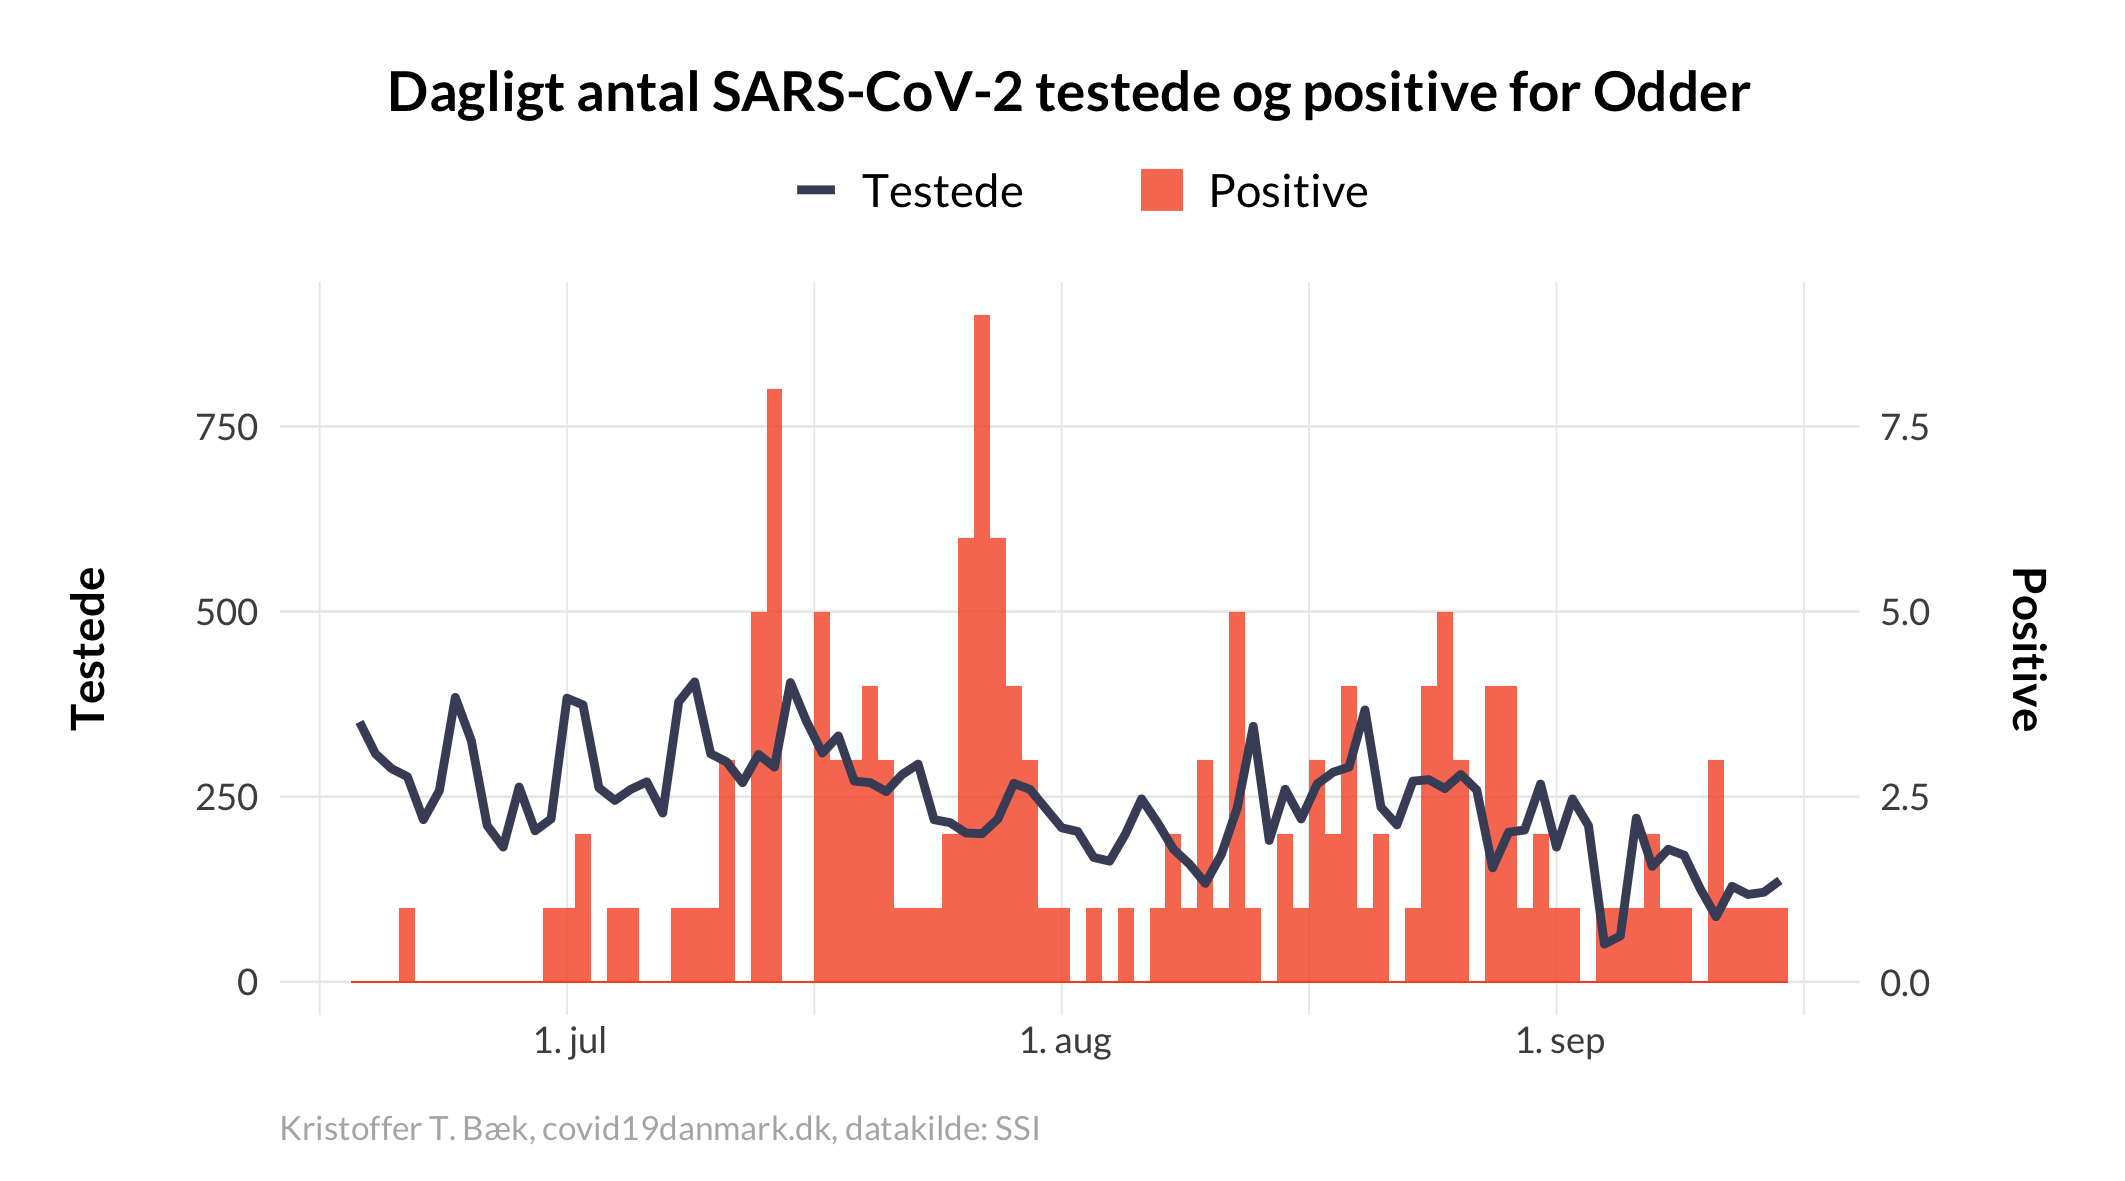 Dagligt antal SARS-CoV-2 testede og positive for Odder
Testede
Positive
750
500
250
0
7.5
5.0
2.5
0.0
Testede
Positive
1. jul
1. aug
1. sep
Kristoffer T. Bæk, covid19danmark.dk, datakilde: SSI